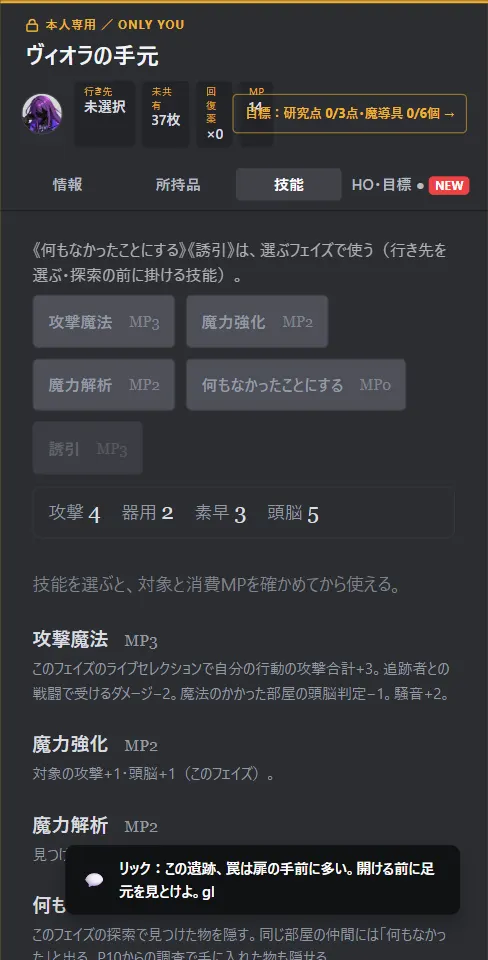 本人専用 ／ ONLY YOU
ヴィオラの手元
行き先
未選択
未共有
37枚
回復薬
×0
MP
14
目標：研究点 0/3点・魔導具 0/6個 →
情報
所持品
技能
HO・目標 ● NEW
《何もなかったことにする》《誘引》は、選ぶフェイズで使う（行き先を
選ぶ・探索の前に掛ける技能）。
攻撃魔法 MP3
魔力強化 MP2
魔力解析 MP2
何もなかったことにする MP0
誘引 MP3
攻撃 4 器用 2 素早 3 頭脳 5
技能を選ぶと、対象と消費MPを確かめてから使える。
攻撃魔法 MP3
このフェイズのライブセレクションで自分の行動の攻撃合計+3。追跡者との
戦闘で受けるダメージ−2。魔法のかかった部屋の頭脳判定−1。騒音+2。
魔力強化 MP2
対象の攻撃+1・頭脳+1（このフェイズ）。
魔力解析 MP2
見つ
リック：この遺跡、罠は扉の手前に多い。開ける前に足
元を見とけよ。gl
何も
このフェイズの探索で見つけた物を隠す。同じ部屋の仲間には「何もなかっ
た」と出る。P10からの調査で手に入れた物も隠せる。